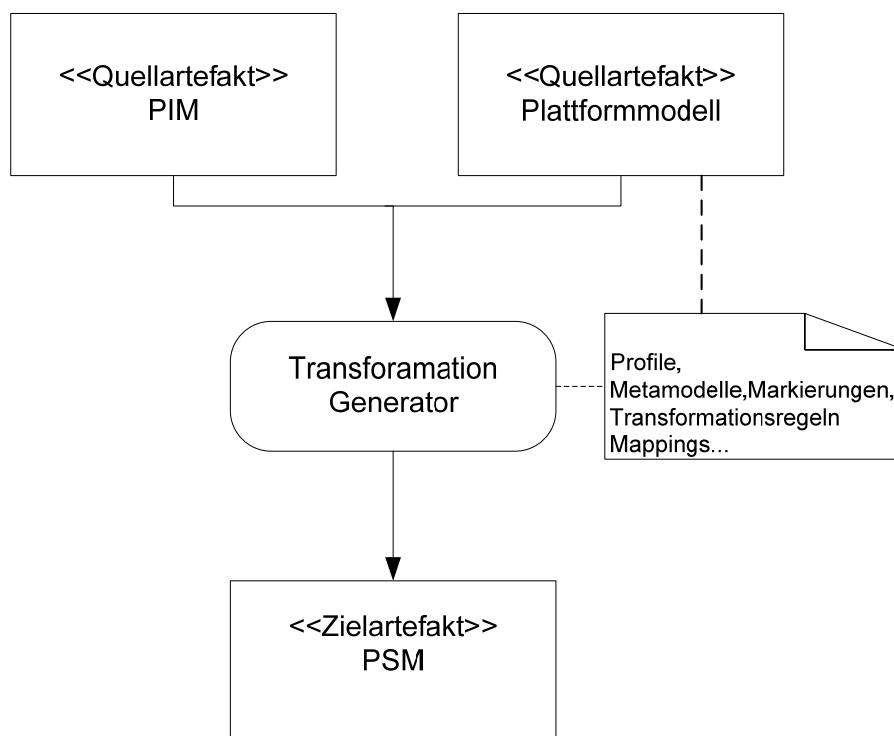 <<Quellartefakt>>
PIM
<<Quellartefakt>>
Plattformmodell
Transforamation
Generator
Profile,
Metamodelle,Markierungen,
Transformationsregeln
Mappings...
<<Zielartefakt>>
PSM